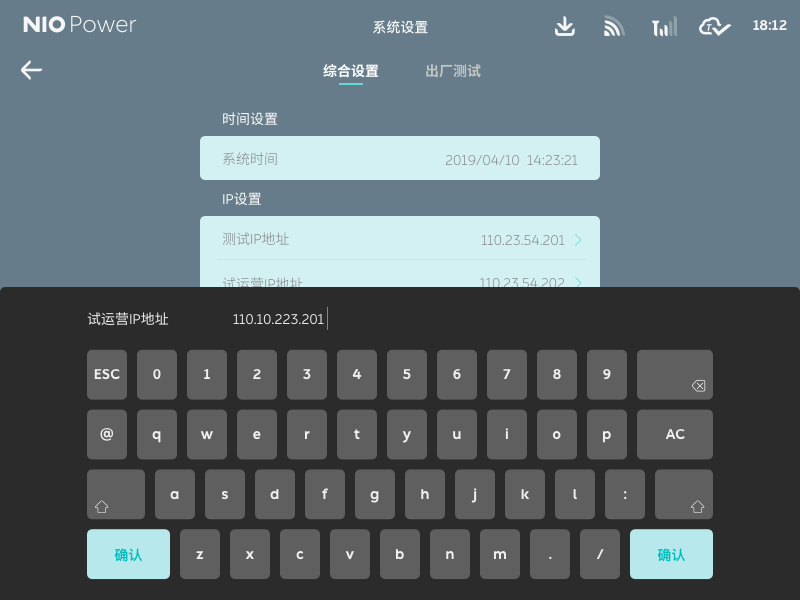 NIO Power 系统设置 18:12
综合设置 出厂测试
时间设置
系统时间 2019/04/10 14:23:21
IP设置
测试IP地址 110.23.54.201
试运营IP地址 110.23.54.202
试运营IP地址 110.10.223.201
ESC 0 1 2 3 4 5 6 7 8 9
@ q w e r t y u i o p AC
a s d f g h j k l :
确认 z x c v b n m . / 确认